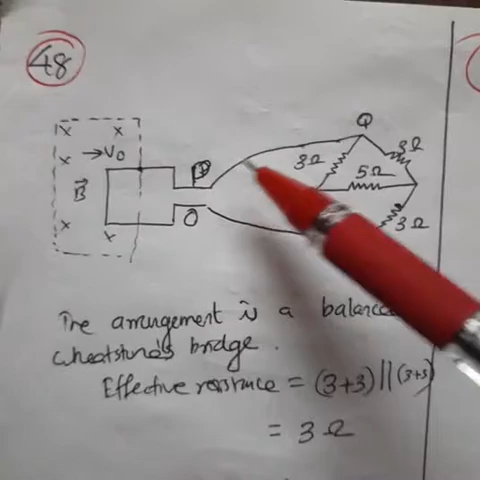 48
x x
x → V₀
B⃗
x
x
P
O
Q
3Ω
3Ω
5Ω
3Ω
The arrangement is a
wheatstone's bridge.
Effective resistance = (3+3)||(3+3)
= 3 Ω